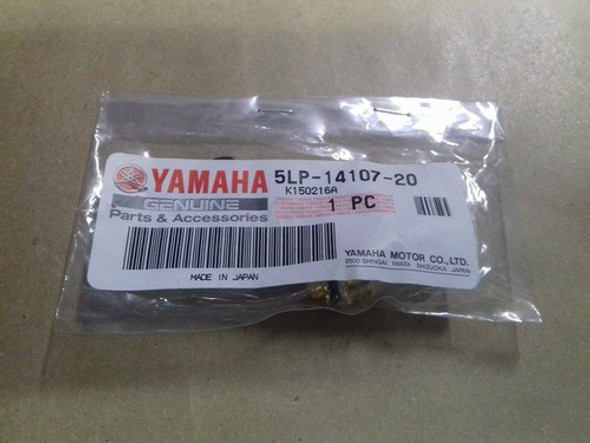 YAMAHA
GENUINE
Parts & Accessories
5LP-14107-20
K150216A
1 PC
YAMAHA MOTOR CO., LTD.
2500 SHINGAI IWATA SHIZUOKA JAPAN
MADE IN JAPAN